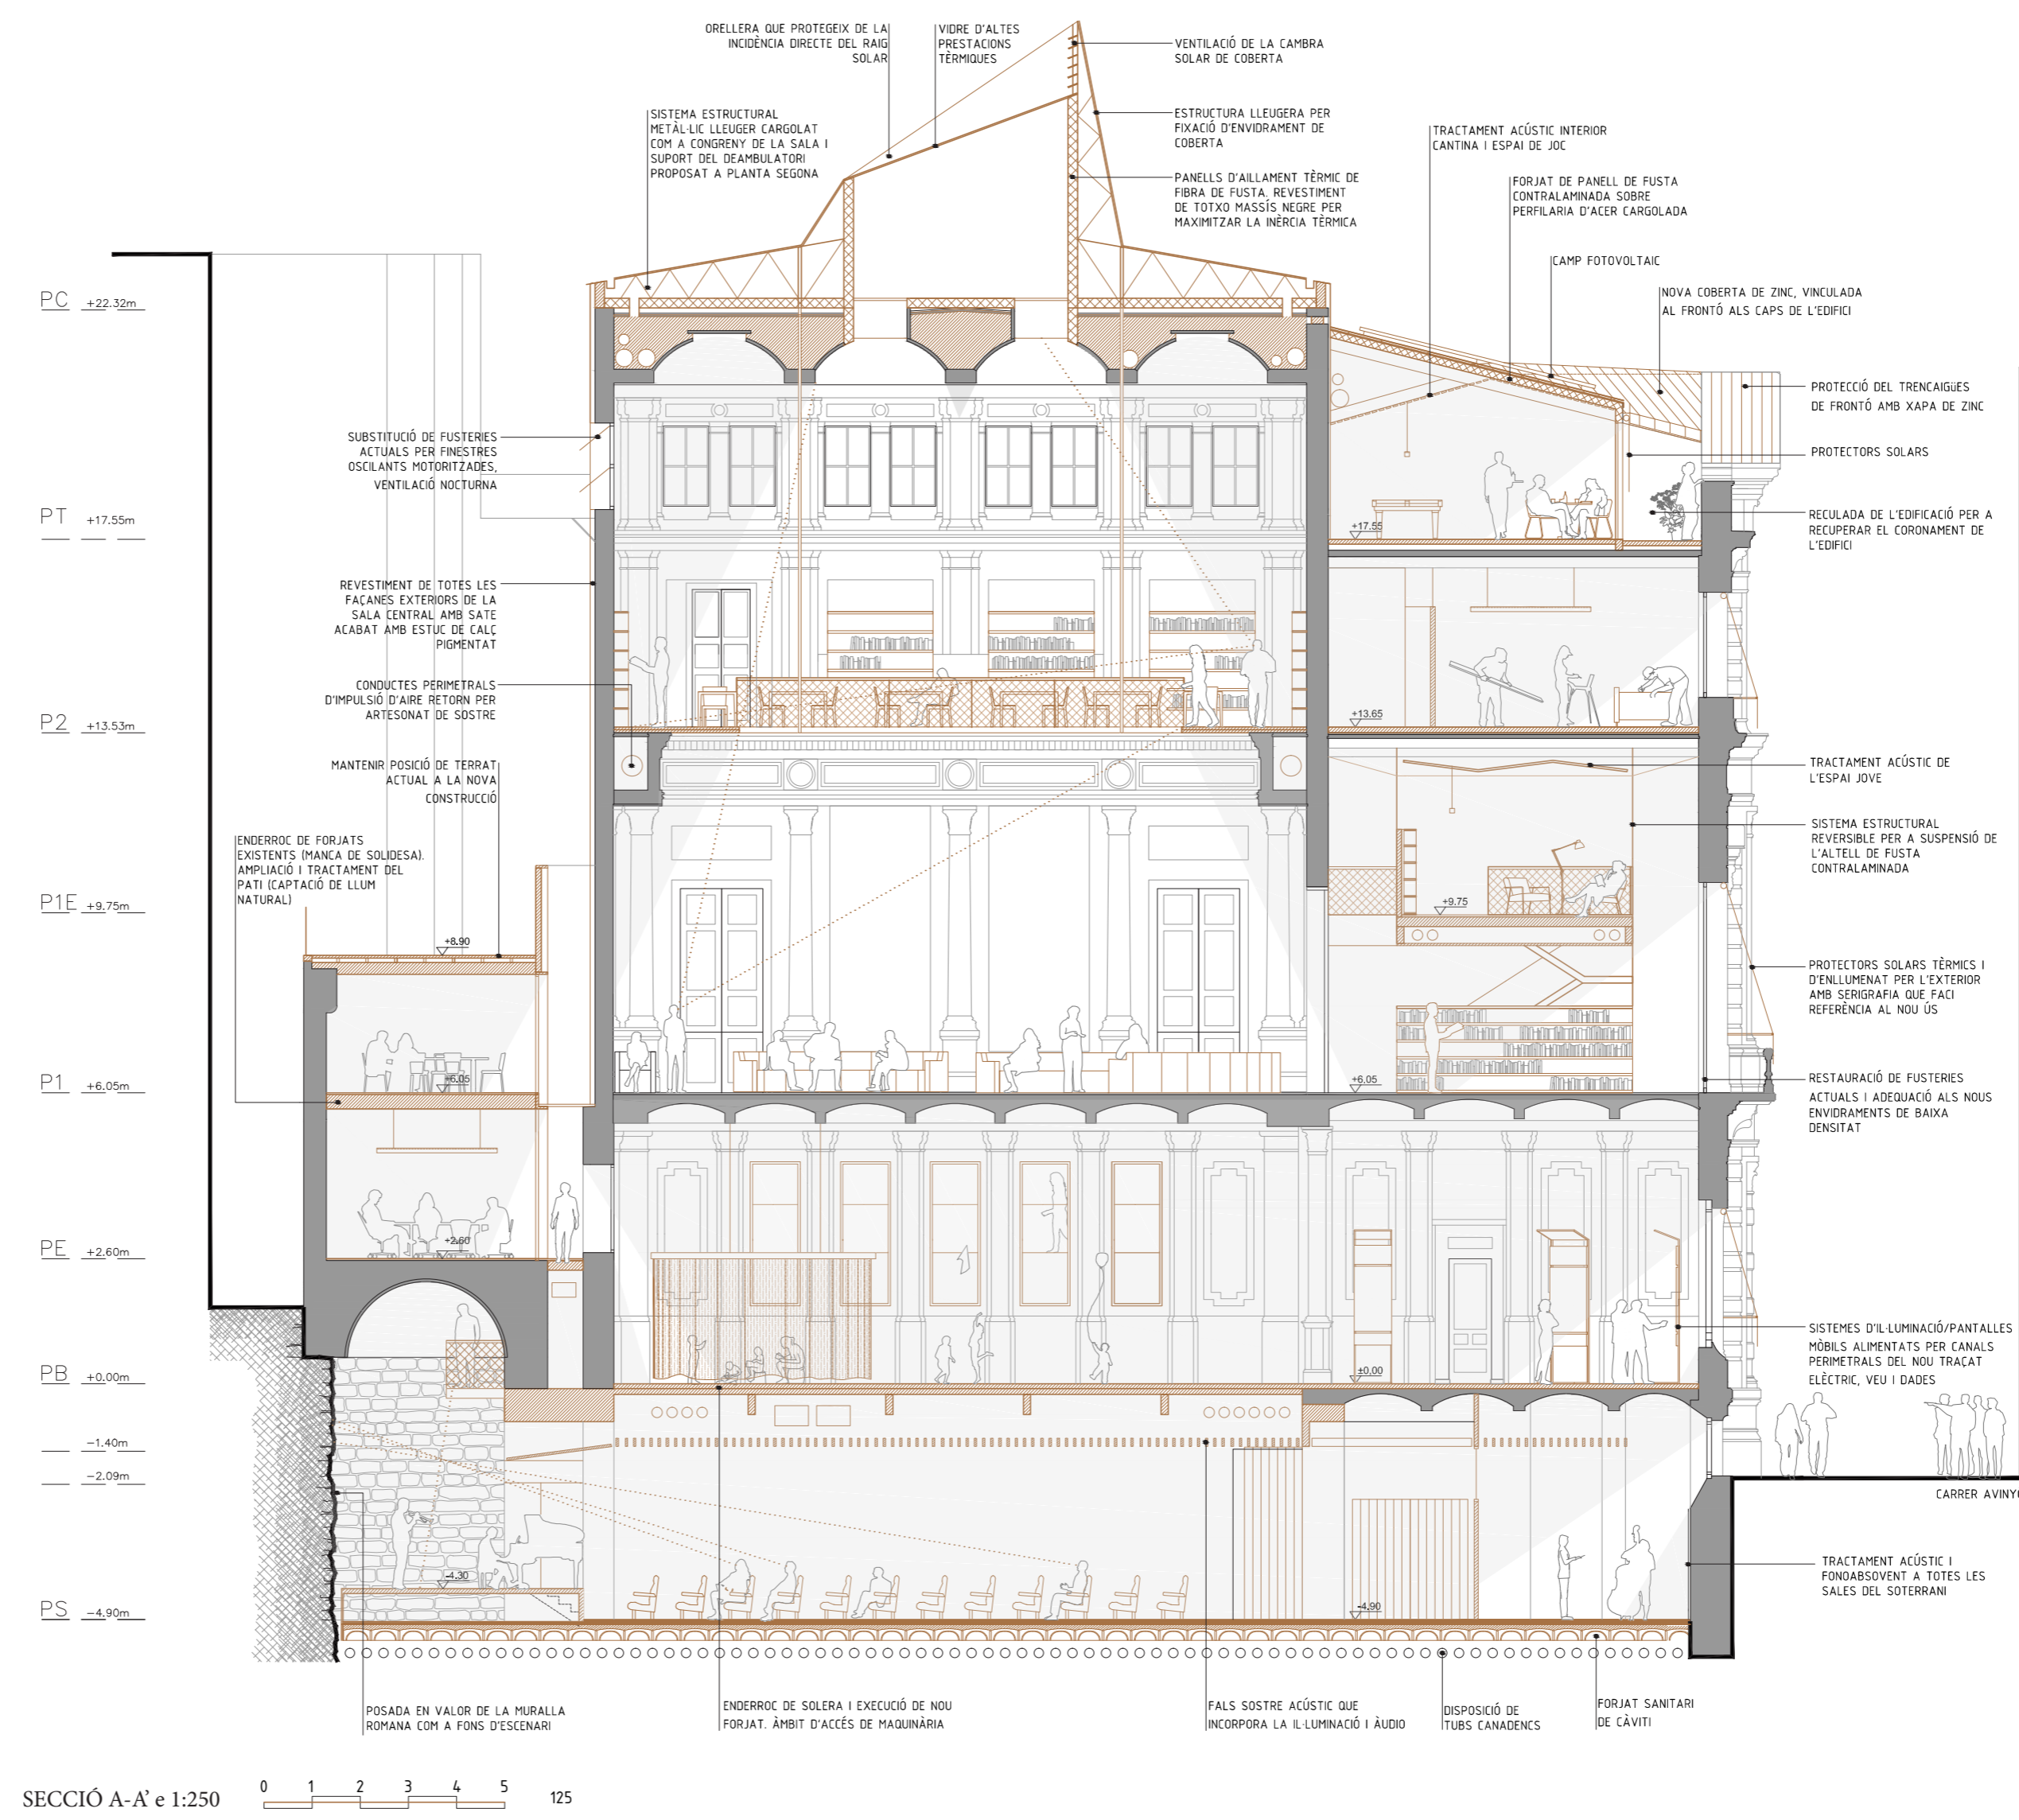 ORELLERA QUE PROTEGEIX DE LA
INCIDÈNCIA DIRECTE DEL RAIG
SOLAR
VIDRE D'ALTES
PRESTACIONS
TÈRMIQUES
VENTILACIÓ DE LA CAMBRA
SOLAR DE COBERTA
SISTEMA ESTRUCTURAL
METÀL·LIC LLEUGER CARGOLAT
COM A CONGRENY DE LA SALA I
SUPORT DEL DEAMBULATORI
PROPOSAT A PLANTA SEGONA
ESTRUCTURA LLEUGERA PER
FIXACIÓ D'ENVIDRAMENT DE
COBERTA
PANELLS D'AILLAMENT TÈRMIC DE
FIBRA DE FUSTA. REVESTIMENT
DE TOTXO MASSÍS NEGRE PER
MAXIMITZAR LA INÈRCIA TÈRMICA
TRACTAMENT ACÚSTIC INTERIOR
CANTINA I ESPAI DE JOC
FORJAT DE PANELL DE FUSTA
CONTRALAMINADA SOBRE
PERFILARIA D'ACER CARGOLADA
CAMP FOTOVOLTAIC
NOVA COBERTA DE ZINC, VINCULADA
AL FRONTÓ ALS CAPS DE L'EDIFICI
PROTECCIÓ DEL TRENCAIGÜES
DE FRONTÓ AMB XAPA DE ZINC
PROTECTORS SOLARS
RECULADA DE L'EDIFICACIÓ PER A
RECUPERAR EL CORONAMENT DE
L'EDIFICI
PC +22.32m
SUBSTITUCIÓ DE FUSTERIES
ACTUALS PER FINESTRES
OSCILANTS MOTORITZADES,
VENTILACIÓ NOCTURNA
PT +17.55m
+17.55
REVESTIMENT DE TOTES LES
FAÇANES EXTERIORS DE LA
SALA CENTRAL AMB SATE
ACABAT AMB ESTUC DE CALÇ
PIGMENTAT
CONDUCTES PERIMETRALS
D'IMPULSIÓ D'AIRE RETORN PER
ARTESONAT DE SOSTRE
P2 +13.53m
+13.65
MANTENIR POSICIÓ DE TERRAT
ACTUAL A LA NOVA
CONSTRUCCIÓ
TRACTAMENT ACÚSTIC DE
L'ESPAI JOVE
SISTEMA ESTRUCTURAL
REVERSIBLE PER A SUSPENSIÓ DE
L'ALTELL DE FUSTA
CONTRALAMINADA
ENDERROC DE FORJATS
EXISTENTS (MANCA DE SOLIDESA).
AMPLIACIÓ I TRACTAMENT DEL
PATI (CAPTACIÓ DE LLUM
NATURAL)
P1E +9.75m
+9.75
+8.90
PROTECTORS SOLARS TÈRMICS I
D'ENLLUMENAT PER L'EXTERIOR
AMB SERIGRAFIA QUE FACI
REFERÈNCIA AL NOU ÚS
P1 +6.05m
+6.05
+6.05
RESTAURACIÓ DE FUSTERIES
ACTUALS I ADEQUACIÓ ALS NOUS
ENVIDRAMENTS DE BAIXA
DENSITAT
PE +2.60m
+2.60
SISTEMES D'IL·LUMINACIÓ/PANTALLES
MÒBILS ALIMENTATS PER CANALS
PERIMETRALS DEL NOU TRAÇAT
ELÈCTRIC, VEU I DADES
PB +0.00m
±0.00
−1.40m
−2.09m
CARRER AVINYÓ
TRACTAMENT ACÚSTIC I
FONOABSOVENT A TOTES LES
SALES DEL SOTERRANI
-4.30
PS −4.90m
-4.90
POSADA EN VALOR DE LA MURALLA
ROMANA COM A FONS D'ESCENARI
ENDERROC DE SOLERA I EXECUCIÓ DE NOU
FORJAT. ÀMBIT D'ACCÉS DE MAQUINÀRIA
FALS SOSTRE ACÚSTIC QUE
INCORPORA LA IL·LUMINACIÓ I ÀUDIO
DISPOSICIÓ DE
TUBS CANADENCS
FORJAT SANITARI
DE CÀVITI
SECCIÓ A-A' e 1:250
0 1 2 3 4 5
125